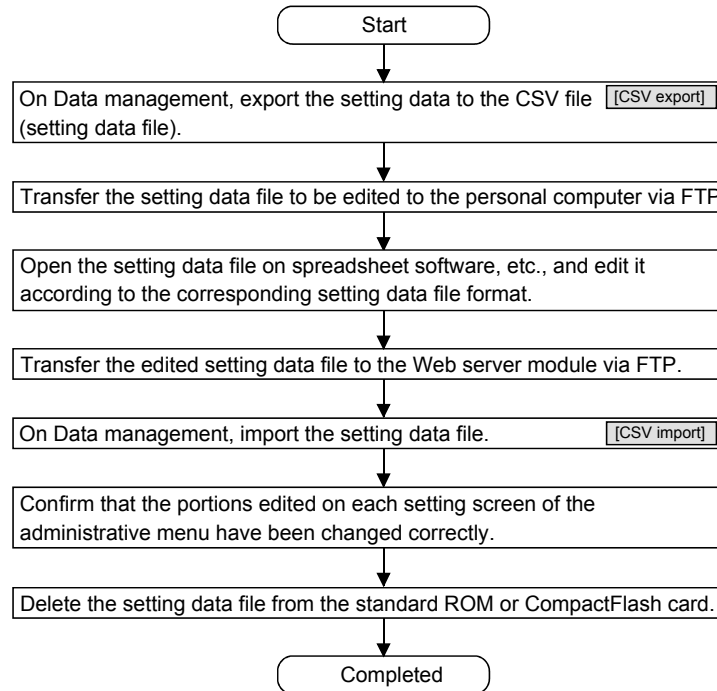 Start
On Data management, export the setting data to the CSV file [CSV export]
(setting data file).
Transfer the setting data file to be edited to the personal computer via FTP
Open the setting data file on spreadsheet software, etc., and edit it
according to the corresponding setting data file format.
Transfer the edited setting data file to the Web server module via FTP.
On Data management, import the setting data file. [CSV import]
Confirm that the portions edited on each setting screen of the
administrative menu have been changed correctly.
Delete the setting data file from the standard ROM or CompactFlash card.
Completed